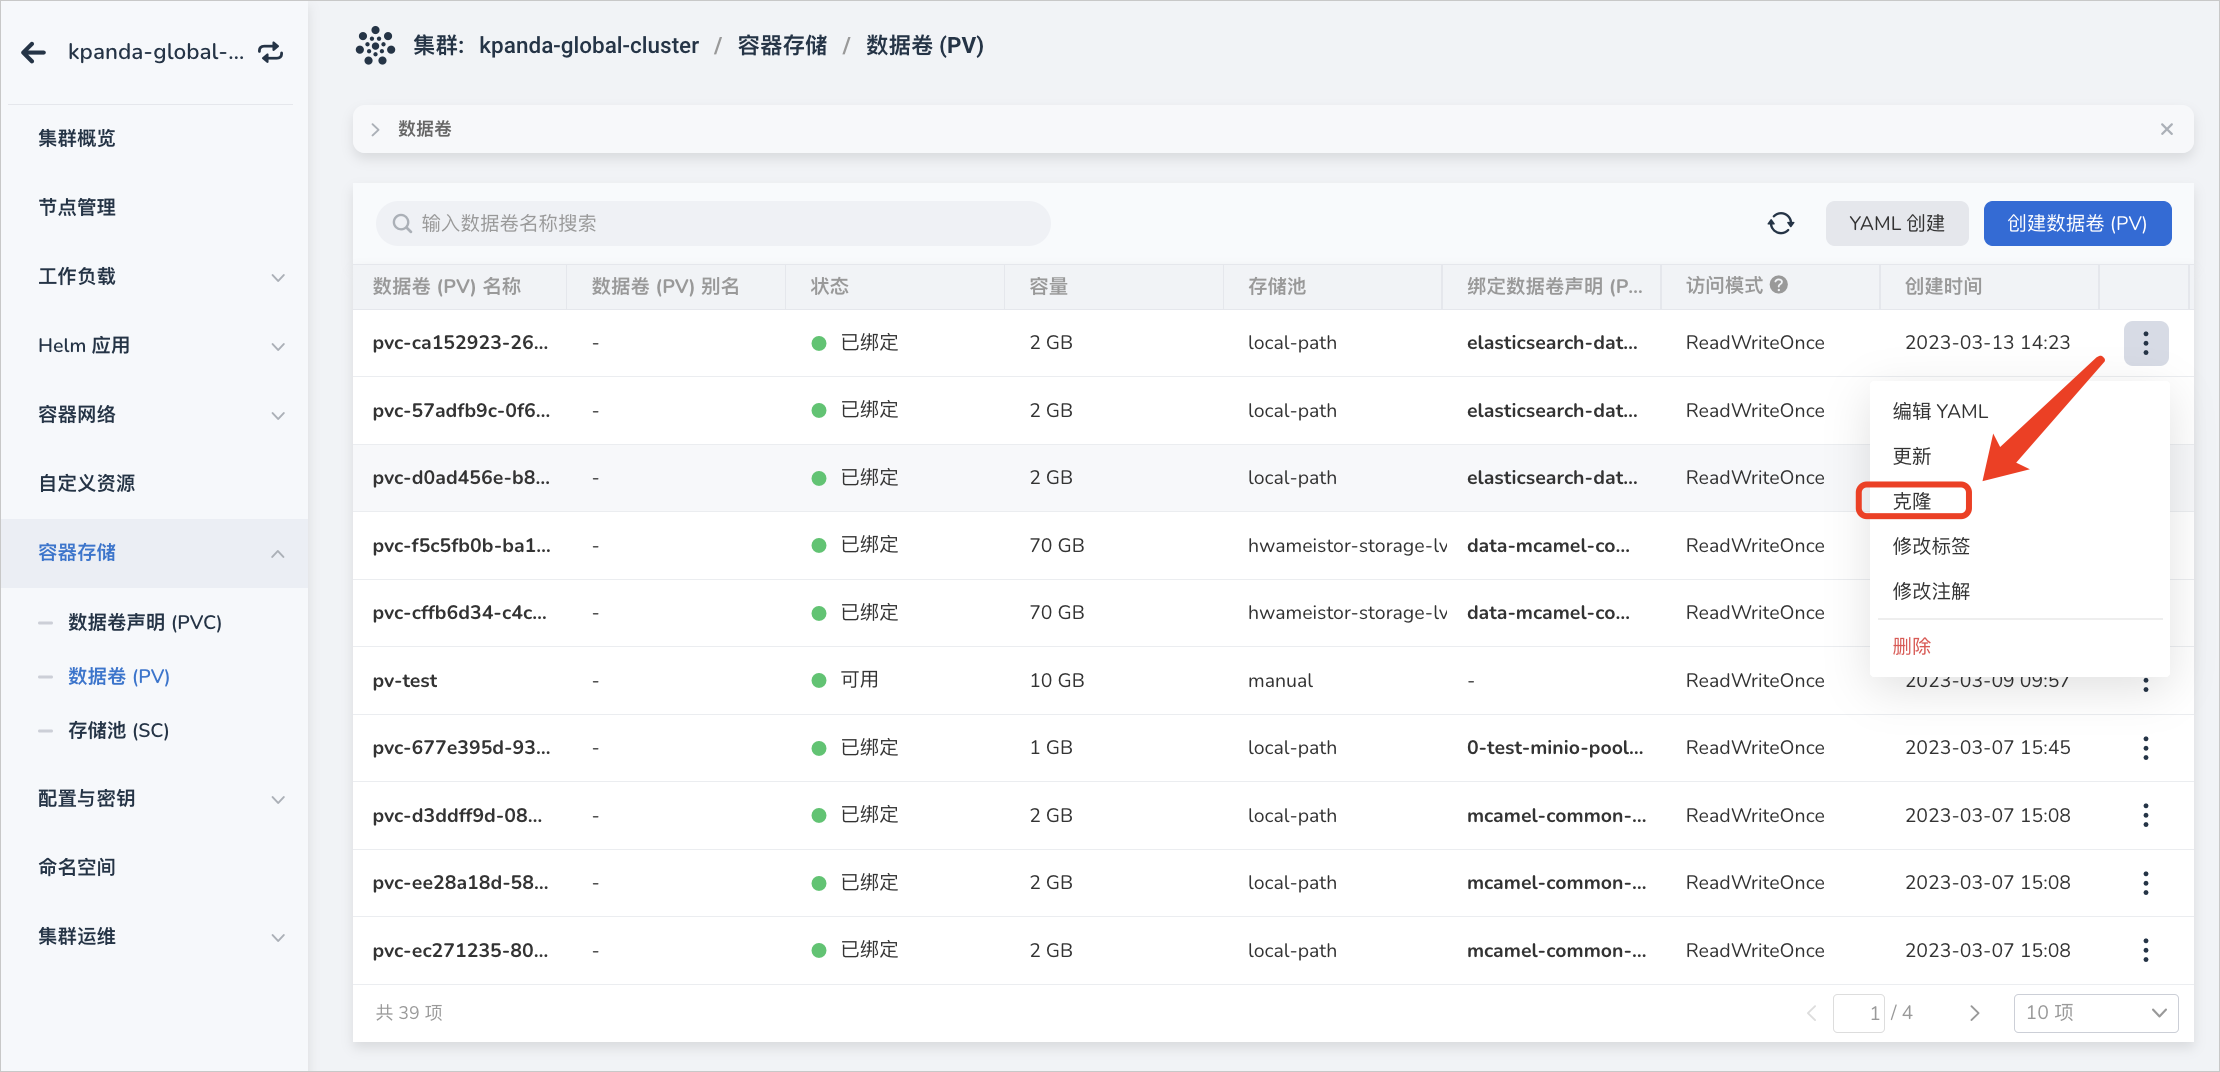 kpanda-global-...
集群: kpanda-global-cluster / 容器存储 / 数据卷 (PV)
集群概览
节点管理
工作负载
Helm 应用
容器网络
自定义资源
容器存储
数据卷声明 (PVC)
数据卷 (PV)
存储池 (SC)
配置与密钥
命名空间
集群运维
数据卷
输入数据卷名称搜索
YAML 创建
创建数据卷 (PV)
数据卷 (PV) 名称 数据卷 (PV) 别名 状态 容量 存储池 绑定数据卷声明 (P... 访问模式 创建时间
pvc-ca152923-26... - 已绑定 2 GB local-path elasticsearch-dat... ReadWriteOnce 2023-03-13 14:23
pvc-57adfb9c-0f6... - 已绑定 2 GB local-path elasticsearch-dat... ReadWriteOnce
pvc-d0ad456e-b8... - 已绑定 2 GB local-path elasticsearch-dat... ReadWriteOnce
pvc-f5c5fb0b-ba1... - 已绑定 70 GB hwameistor-storage-lv data-mcamel-co... ReadWriteOnce
pvc-cffb6d34-c4c... - 已绑定 70 GB hwameistor-storage-lv data-mcamel-co... ReadWriteOnce
pv-test - 可用 10 GB manual - ReadWriteOnce 2023-03-09 09:57
pvc-677e395d-93... - 已绑定 1 GB local-path 0-test-minio-pool... ReadWriteOnce 2023-03-07 15:45
pvc-d3ddff9d-08... - 已绑定 2 GB local-path mcamel-common-... ReadWriteOnce 2023-03-07 15:08
pvc-ee28a18d-58... - 已绑定 2 GB local-path mcamel-common-... ReadWriteOnce 2023-03-07 15:08
pvc-ec271235-80... - 已绑定 2 GB local-path mcamel-common-... ReadWriteOnce 2023-03-07 15:08
编辑 YAML
更新
克隆
修改标签
修改注解
删除
共 39 项
1 / 4
10 项